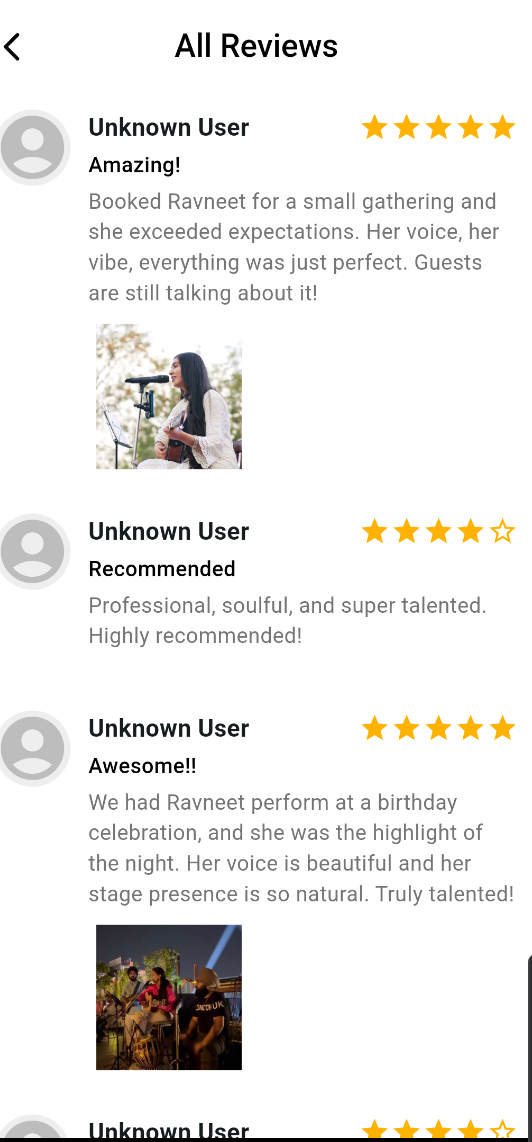 All Reviews
Unknown User
Amazing!
Booked Ravneet for a small gathering and
she exceeded expectations. Her voice, her
vibe, everything was just perfect. Guests
are still talking about it!
Unknown User
Recommended
Professional, soulful, and super talented.
Highly recommended!
Unknown User
Awesome!!
We had Ravneet perform at a birthday
celebration, and she was the highlight of
the night. Her voice is beautiful and her
stage presence is so natural. Truly talented!
Unknown User